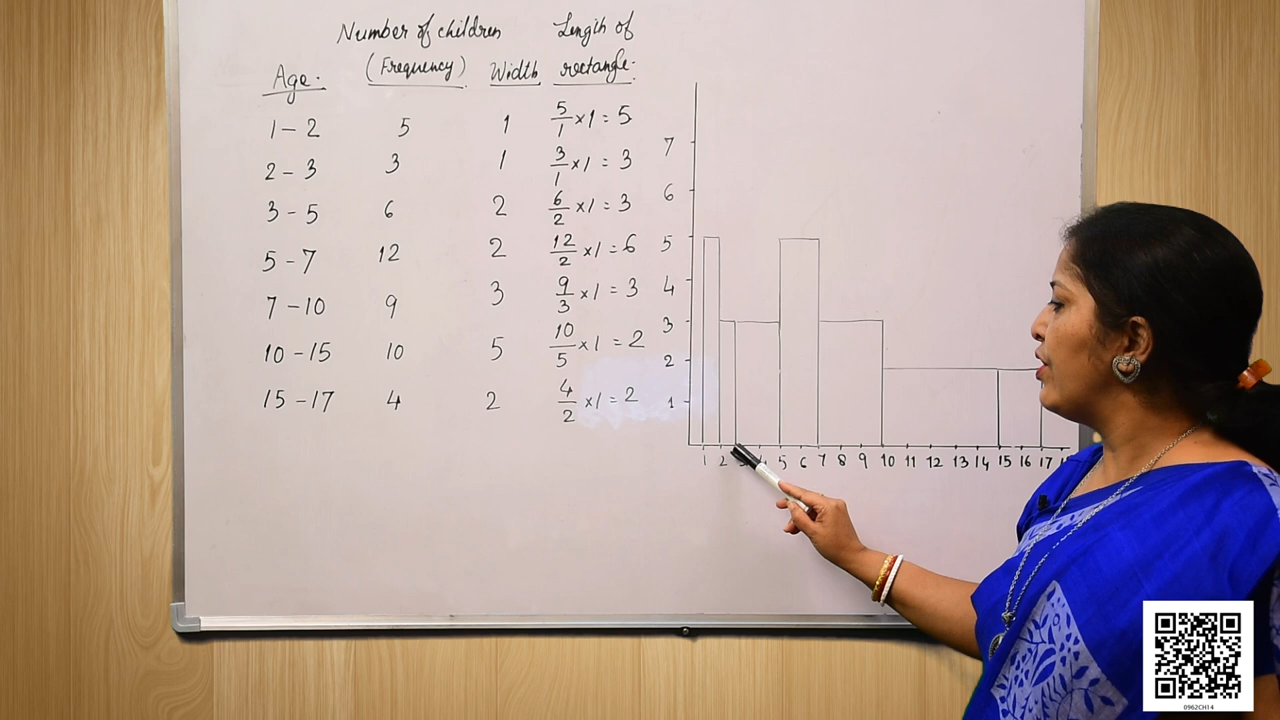 Number of children Length of
Age. (Frequency) Width rectangle.
1 – 2 5 1 5/1 ×1 = 5
2 – 3 3 1 3/1 ×1 = 3
3 – 5 6 2 6/2 ×1 = 3
5 – 7 12 2 12/2 ×1 = 6
7 – 10 9 3 9/3 ×1 = 3
10 – 15 10 5 10/5 ×1 = 2
15 – 17 4 2 4/2 ×1 = 2
7
6
5
4
3
2
1
1 2 3 4 5 6 7 8 9 10 11 12 13 14 15 16 17
0962CH14